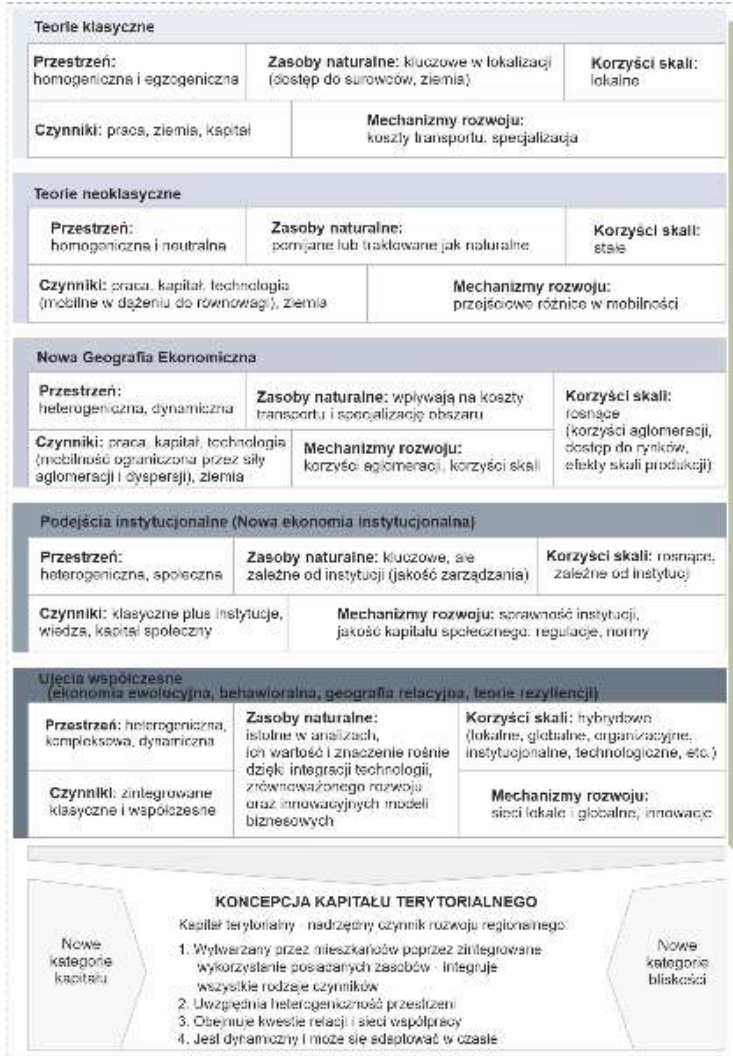 Teorie klasyczne
Przestrzeń:
homogeniczna i egzogeniczna
Zasoby naturalne: kluczowe w lokalizacji
(dostęp do surowców, ziemia)
Korzyści skali:
lokalne
Czynniki: praca, ziemia, kapitał
Mechanizmy rozwoju:
koszty transportu, specjalizacja
Teorie neoklasyczne
Przestrzeń:
homogeniczna i neutralna
Zasoby naturalne:
pomijane lub traktowane jak naturalne
Korzyści skali:
stałe
Czynniki: praca, kapitał, technologia
(mobilne w dążeniu do równowagi), ziemia
Mechanizmy rozwoju:
przejściowe różnice w mobilności
Nowa Geografia Ekonomiczna
Przestrzeń:
heterogeniczna, dynamiczna
Zasoby naturalne: wpływają na koszty
transportu i specjalizację obszaru
Korzyści skali:
rosnące
(korzyści aglomeracji,
dostęp do rynków,
efekty skali produkcji)
Czynniki: praca, kapitał, technologia
(mobilność ograniczona przez siły
aglomeracji i dyspersji), ziemia
Mechanizmy rozwoju:
korzyści aglomeracji, korzyści skali
Podejścia instytucjonalne (Nowa ekonomia instytucjonalna)
Przestrzeń:
heterogeniczna, społeczna
Zasoby naturalne: kluczowe, ale
zależne od instytucji (jakość zarządzania)
Korzyści skali: rosnące,
zależne od instytucji
Czynniki: klasyczne plus instytucje,
wiedza, kapitał społeczny
Mechanizmy rozwoju: sprawność instytucji,
jakość kapitału społecznego, regulacje, normy
Ujęcia współczesne
(ekonomia ewolucyjna, behawioralna, geografia relacyjna, teorie rezyliencji)
Przestrzeń: heterogeniczna,
kompleksowa, dynamiczna
Zasoby naturalne:
istotne w analizach,
ich wartość i znaczenie rośnie
dzięki integracji technologii,
zrównoważonego rozwoju
oraz innowacyjnych modeli
biznesowych
Korzyści skali: hybrydowe
(lokalne, globalne, organizacyjne,
instytucjonalne, technologiczne, etc.)
Czynniki: zintegrowane
klasyczne i współczesne
Mechanizmy rozwoju:
sieci lokale i globalne, innowacje
KONCEPCJA KAPITAŁU TERYTORIALNEGO
Kapitał terytorialny - nadrzędny czynnik rozwoju regionalnego:
1. Wytwarzany przez mieszkańców poprzez zintegrowane
wykorzystanie posiadanych zasobów - integruje
wszystkie rodzaje czynników
2. Uwzględnia heterogeniczność przestrzeni
3. Obejmuje kwestie relacji i sieci współpracy
4. Jest dynamiczny i może się adaptować w czasie
Nowe
kategorie
kapitału
Nowe
kategorie
bliskości